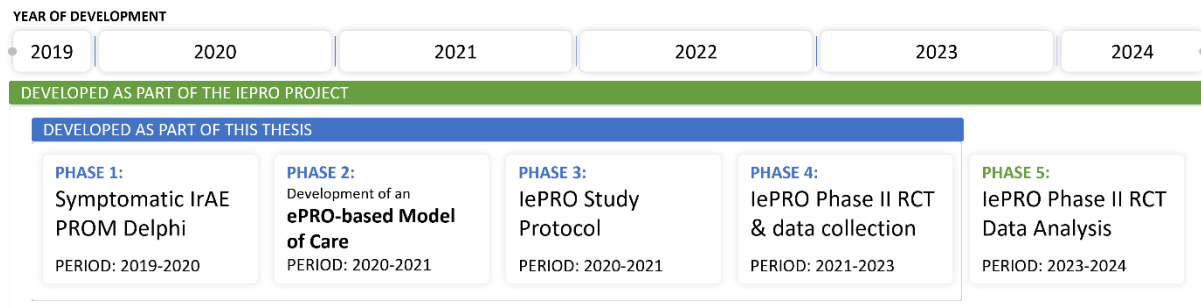 YEAR OF DEVELOPMENT
2019
2020
2021
2022
2023
2024
DEVELOPED AS PART OF THE IEPRO PROJECT
DEVELOPED AS PART OF THIS THESIS
PHASE 1:
Symptomatic IrAE
PROM Delphi
PERIOD: 2019-2020
PHASE 2:
Development of an
ePRO-based Model
of Care
PERIOD: 2020-2021
PHASE 3:
IePRO Study
Protocol
PERIOD: 2020-2021
PHASE 4:
IePRO Phase II RCT
& data collection
PERIOD: 2021-2023
PHASE 5:
IePRO Phase II RCT
Data Analysis
PERIOD: 2023-2024